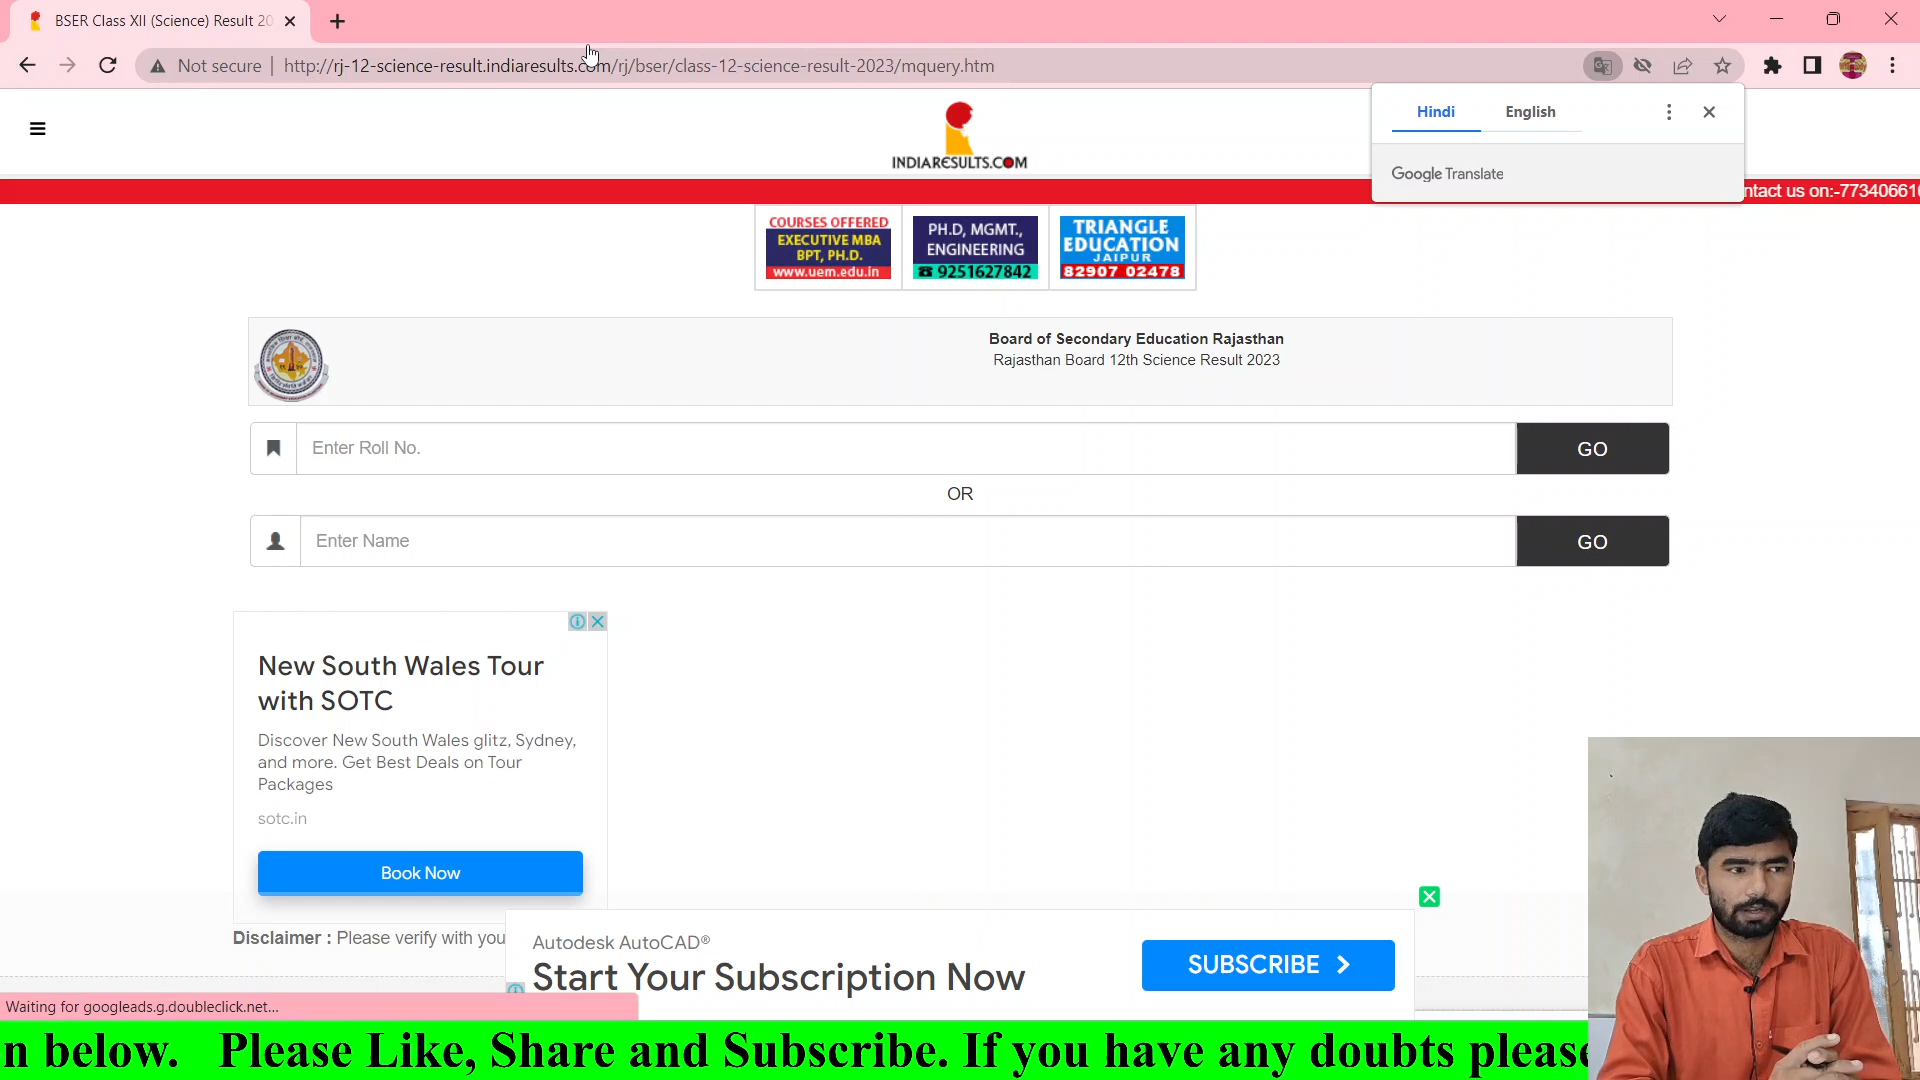 BSER Class XII (Science) Result 20
Not secure
http://rj-12-science-result.indiaresults.com/rj/bser/class-12-science-result-2023/mquery.htm
Hindi
English
Google Translate
INDIARESULTS.COM
ntact us on:-773406616
COURSES OFFERED
EXECUTIVE MBA
BPT, PH.D.
www.uem.edu.in
PH.D, MGMT.,
ENGINEERING
☎ 9251627842
TRIANGLE
EDUCATION
JAIPUR
82907 02478
Board of Secondary Education Rajasthan
Rajasthan Board 12th Science Result 2023
Enter Roll No.
GO
OR
Enter Name
GO
New South Wales Tour
with SOTC
Discover New South Wales glitz, Sydney,
and more. Get Best Deals on Tour
Packages
sotc.in
Book Now
Disclaimer : Please verify with you
Autodesk AutoCAD®
Start Your Subscription Now
SUBSCRIBE
Waiting for googleads.g.doubleclick.net...
n below. Please Like, Share and Subscribe. If you have any doubts please